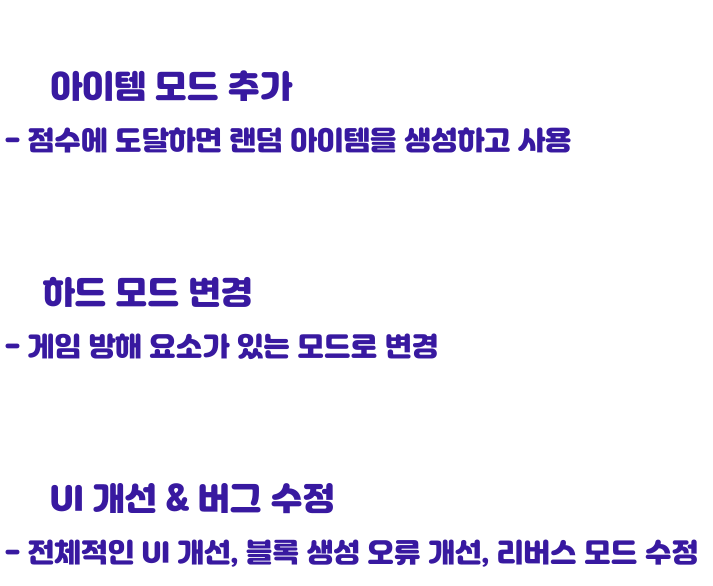 아이템 모드 추가
- 점수에 도달하면 랜덤 아이템을 생성하고 사용
하드 모드 변경
- 게임 방해 요소가 있는 모드로 변경
UI 개선 & 버그 수정
- 전체적인 UI 개선, 블록 생성 오류 개선, 리버스 모드 수정